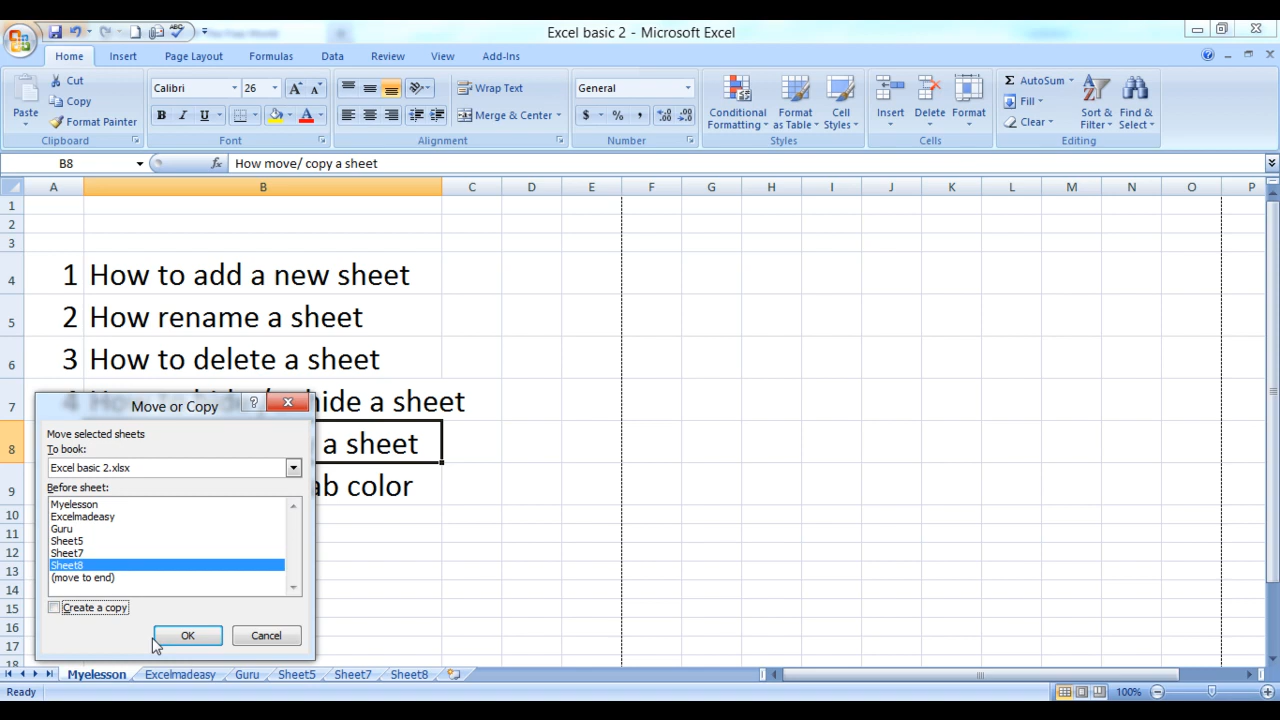 Excel basic 2 - Microsoft Excel
Home Insert Page Layout Formulas Data Review View Add-Ins
Paste
Cut
Copy
Format Painter
Clipboard
Calibri 26
B I U
Font
Wrap Text
Merge & Center
Alignment
General
$ % ,
Number
Conditional Formatting
Format as Table
Cell Styles
Styles
Insert Delete Format
Cells
Σ AutoSum
Fill
Clear
Sort & Filter
Find & Select
Editing
B8 fx How move/ copy a sheet
A B C D E F G H I J K L M N O P
1
2
3
4 1 How to add a new sheet
5 2 How rename a sheet
6 3 How to delete a sheet
7 hide a sheet
8 a sheet
9 color
10
11
12
13
14
15
16
17
18
Move or Copy
Move selected sheets
To book:
Excel basic 2.xlsx
Before sheet:
Myelesson
Excelmadeasy
Guru
Sheet5
Sheet7
Sheet8
(move to end)
Create a copy
OK Cancel
Myelesson Excelmadeasy Guru Sheet5 Sheet7 Sheet8
Ready 100%